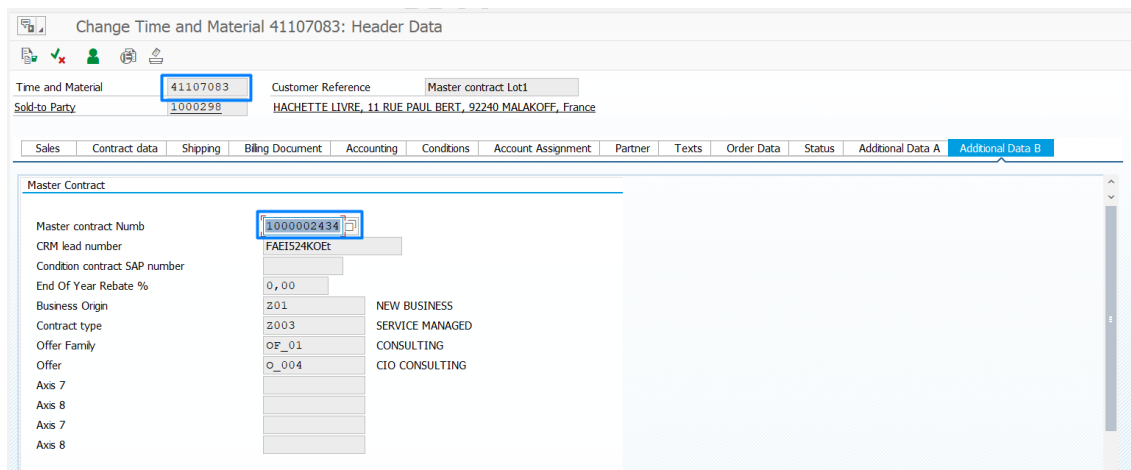 Change Time and Material 41107083: Header Data
Time and Material 41107083 Customer Reference Master contract Lot1
Sold-to Party 1000298 HACHETTE LIVRE, 11 RUE PAUL BERT, 92240 MALAKOFF, France
Sales Contract data Shipping Billing Document Accounting Conditions Account Assignment Partner Texts Order Data Status Additional Data A Additional Data B
Master Contract
Master contract Numb 1000002434
CRM lead number FAEI524KOEt
Condition contract SAP number
End Of Year Rebate % 0,00
Business Origin Z01 NEW BUSINESS
Contract type Z003 SERVICE MANAGED
Offer Family OF_01 CONSULTING
Offer O_004 CIO CONSULTING
Axis 7
Axis 8
Axis 7
Axis 8